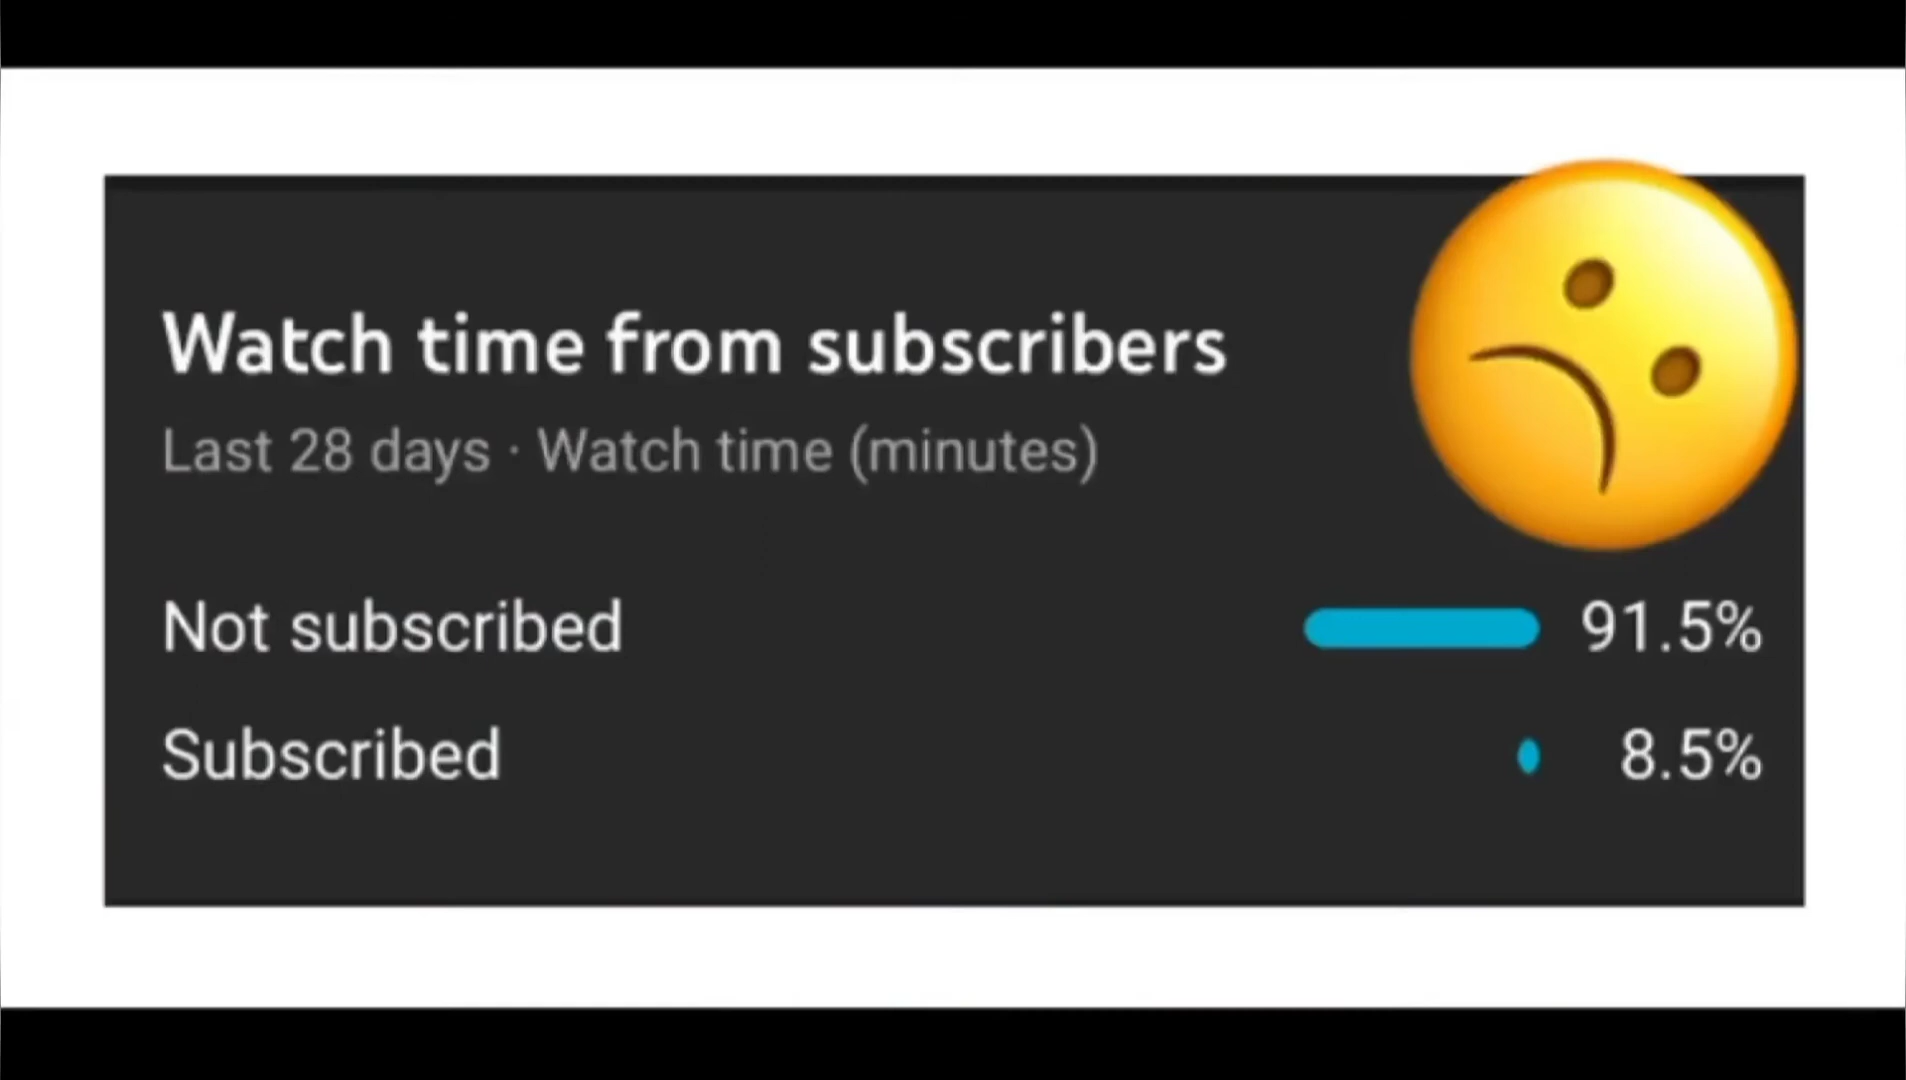 Watch time from subscribers
Last 28 days · Watch time (minutes)
Not subscribed 91.5%
Subscribed 8.5%